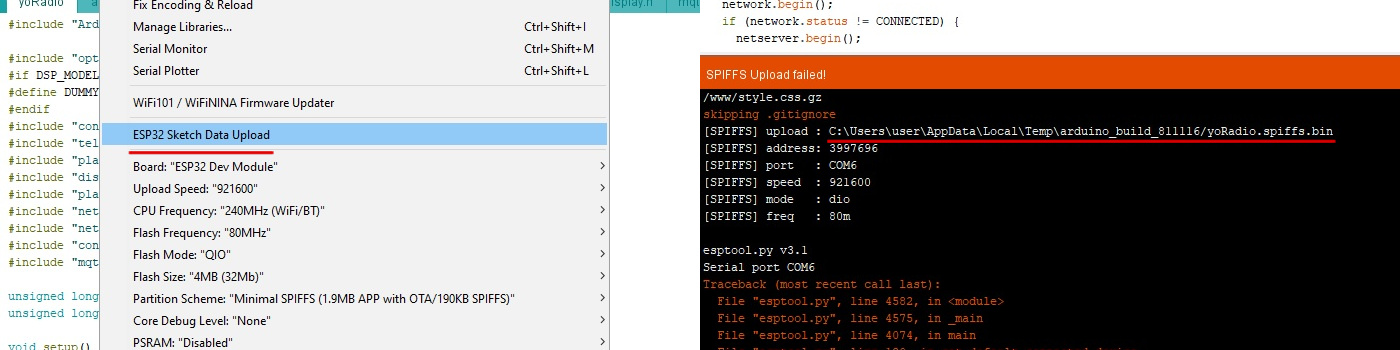 yoRadio
#include "Ard
#include "opt
#if DSP_MODEL
#define DUMMY
#endif
#include "con
#include "tel
#include "pla
#include "dis
#include "pla
#include "net
#include "net
#include "con
#include "mqt
unsigned long
unsigned long
void setup()
Fix Encoding & Reload
Manage Libraries... Ctrl+Shift+I
Serial Monitor Ctrl+Shift+M
Serial Plotter Ctrl+Shift+L
WiFi101 / WiFiNINA Firmware Updater
ESP32 Sketch Data Upload
Board: "ESP32 Dev Module"
Upload Speed: "921600"
CPU Frequency: "240MHz (WiFi/BT)"
Flash Frequency: "80MHz"
Flash Mode: "QIO"
Flash Size: "4MB (32Mb)"
Partition Scheme: "Minimal SPIFFS (1.9MB APP with OTA/190KB SPIFFS)"
Core Debug Level: "None"
PSRAM: "Disabled"
network.begin();
if (network.status != CONNECTED) {
netserver.begin();
SPIFFS Upload failed!
/www/style.css.gz
skipping .gitignore
[SPIFFS] upload : C:\Users\user\AppData\Local\Temp\arduino_build_811116/yoRadio.spiffs.bin
[SPIFFS] address: 3997696
[SPIFFS] port : COM6
[SPIFFS] speed : 921600
[SPIFFS] mode : dio
[SPIFFS] freq : 80m
esptool.py v3.1
Serial port COM6
Traceback (most recent call last):
File "esptool.py", line 4582, in <module>
File "esptool.py", line 4575, in _main
File "esptool.py", line 4074, in main